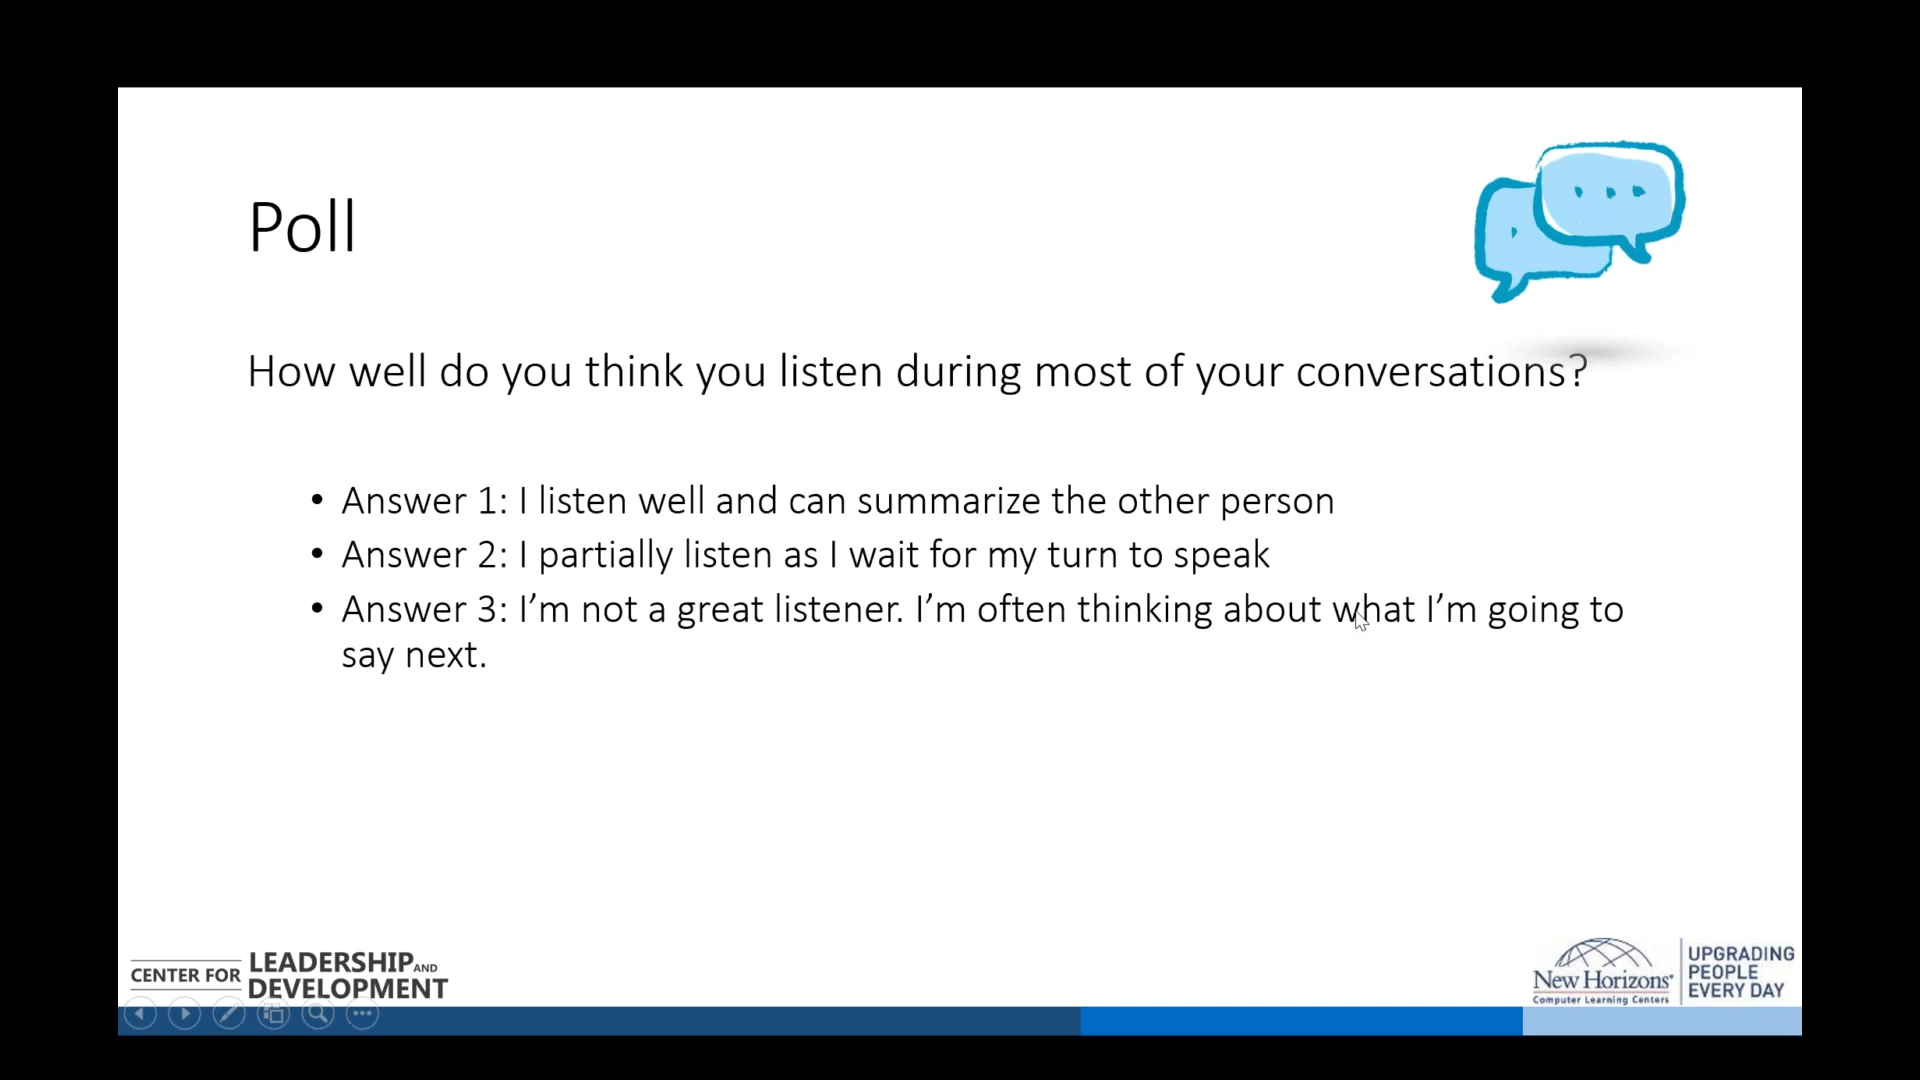 Poll
How well do you think you listen during most of your conversations?
• Answer 1: I listen well and can summarize the other person
• Answer 2: I partially listen as I wait for my turn to speak
• Answer 3: I’m not a great listener. I’m often thinking about what I’m going to
say next.
CENTER FOR LEADERSHIP AND
DEVELOPMENT
New Horizons®
Computer Learning Centers
UPGRADING
PEOPLE
EVERY DAY